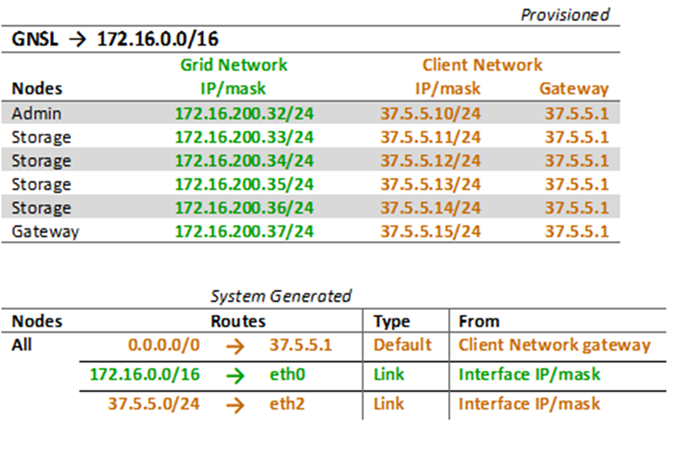 Provisioned
GNSL → 172.16.0.0/16
Grid Network Client Network
Nodes IP/mask IP/mask Gateway
Admin 172.16.200.32/24 37.5.5.10/24 37.5.5.1
Storage 172.16.200.33/24 37.5.5.11/24 37.5.5.1
Storage 172.16.200.34/24 37.5.5.12/24 37.5.5.1
Storage 172.16.200.35/24 37.5.5.13/24 37.5.5.1
Storage 172.16.200.36/24 37.5.5.14/24 37.5.5.1
Gateway 172.16.200.37/24 37.5.5.15/24 37.5.5.1
System Generated
Nodes Routes Type From
All 0.0.0.0/0 → 37.5.5.1 Default Client Network gateway
172.16.0.0/16 → eth0 Link Interface IP/mask
37.5.5.0/24 → eth2 Link Interface IP/mask